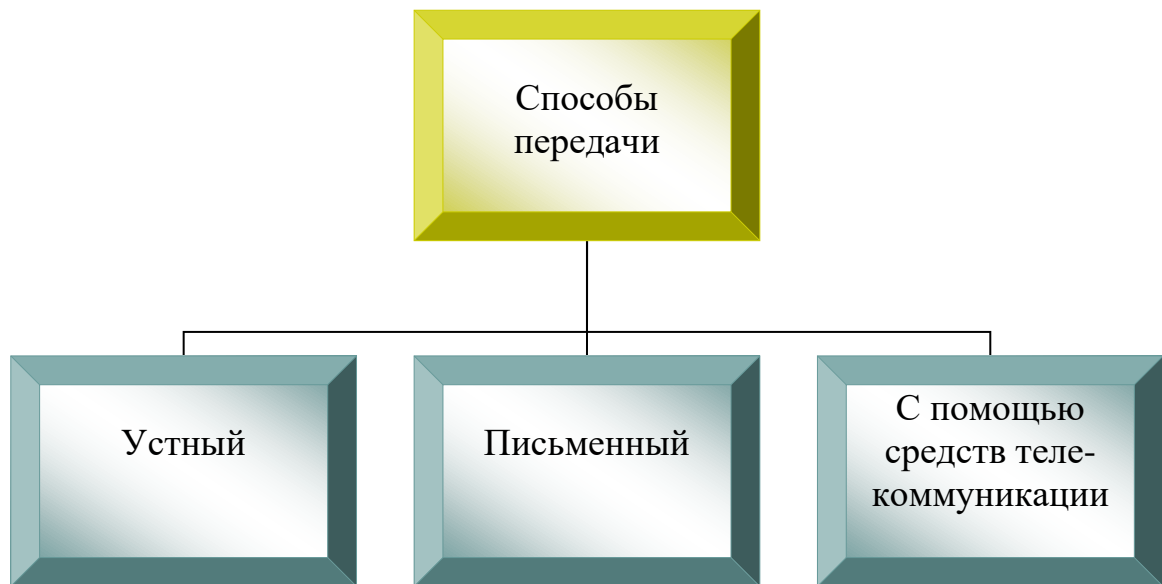 Способы
передачи
Устный
Письменный
С помощью
средств теле-
коммуникации